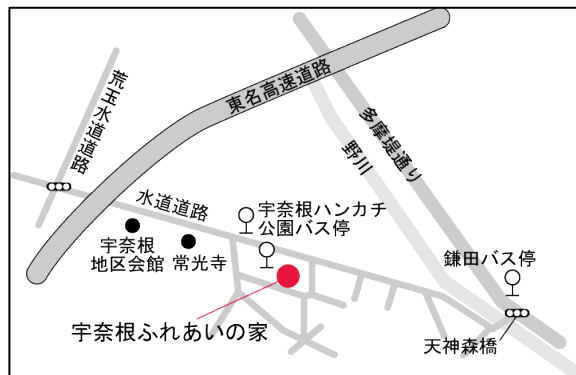 荒玉水道道路
東名高速道路
多摩堤通り
野川
水道道路
宇奈根ハンカチ
公園バス停
宇奈根
地区会館
常光寺
鎌田バス停
宇奈根ふれあいの家
天神森橋